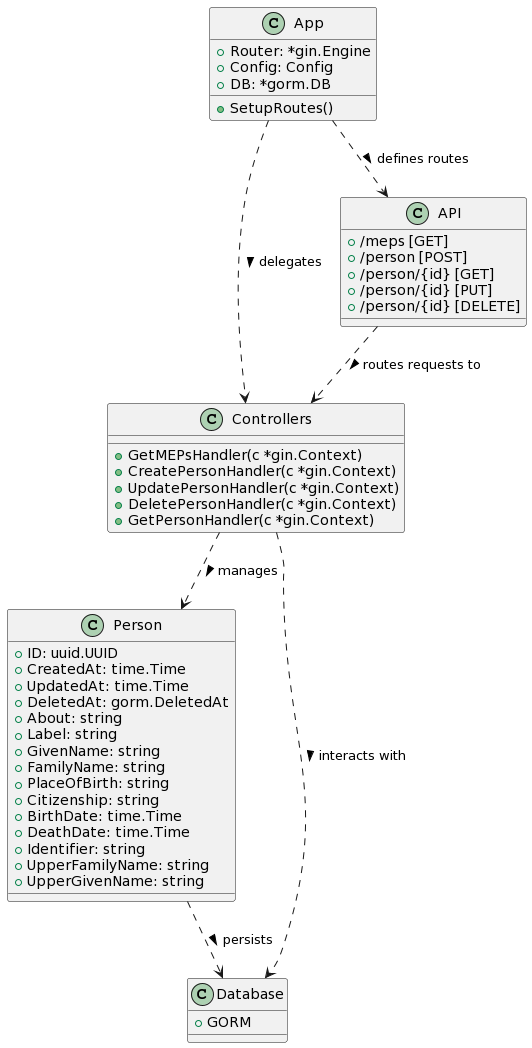 C App
Router: *gin.Engine
Config: Config
DB: *gorm.DB
SetupRoutes()
defines routes
C API
/meps [GET]
/person [POST]
/person/{id} [GET]
/person/{id} [PUT]
/person/{id} [DELETE]
delegates
routes requests to
C Controllers
GetMEPsHandler(c *gin.Context)
CreatePersonHandler(c *gin.Context)
UpdatePersonHandler(c *gin.Context)
DeletePersonHandler(c *gin.Context)
GetPersonHandler(c *gin.Context)
manages
C Person
ID: uuid.UUID
CreatedAt: time.Time
UpdatedAt: time.Time
DeletedAt: gorm.DeletedAt
About: string
Label: string
GivenName: string
FamilyName: string
PlaceOfBirth: string
Citizenship: string
BirthDate: time.Time
DeathDate: time.Time
Identifier: string
UpperFamilyName: string
UpperGivenName: string
interacts with
persists
C Database
GORM